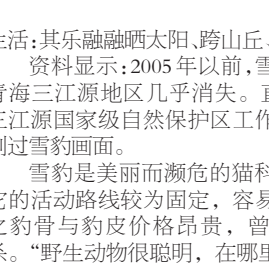 生活：其乐融融晒太阳、跨山丘、
资料显示：2005年以前，雪
青海三江源地区几乎消失。直
三江源国家级自然保护区工作
到过雪豹画面。
雪豹是美丽而濒危的猫科
它的活动路线较为固定，容易
之豹骨与豹皮价格昂贵，曾
杀。“野生动物很聪明，在哪里